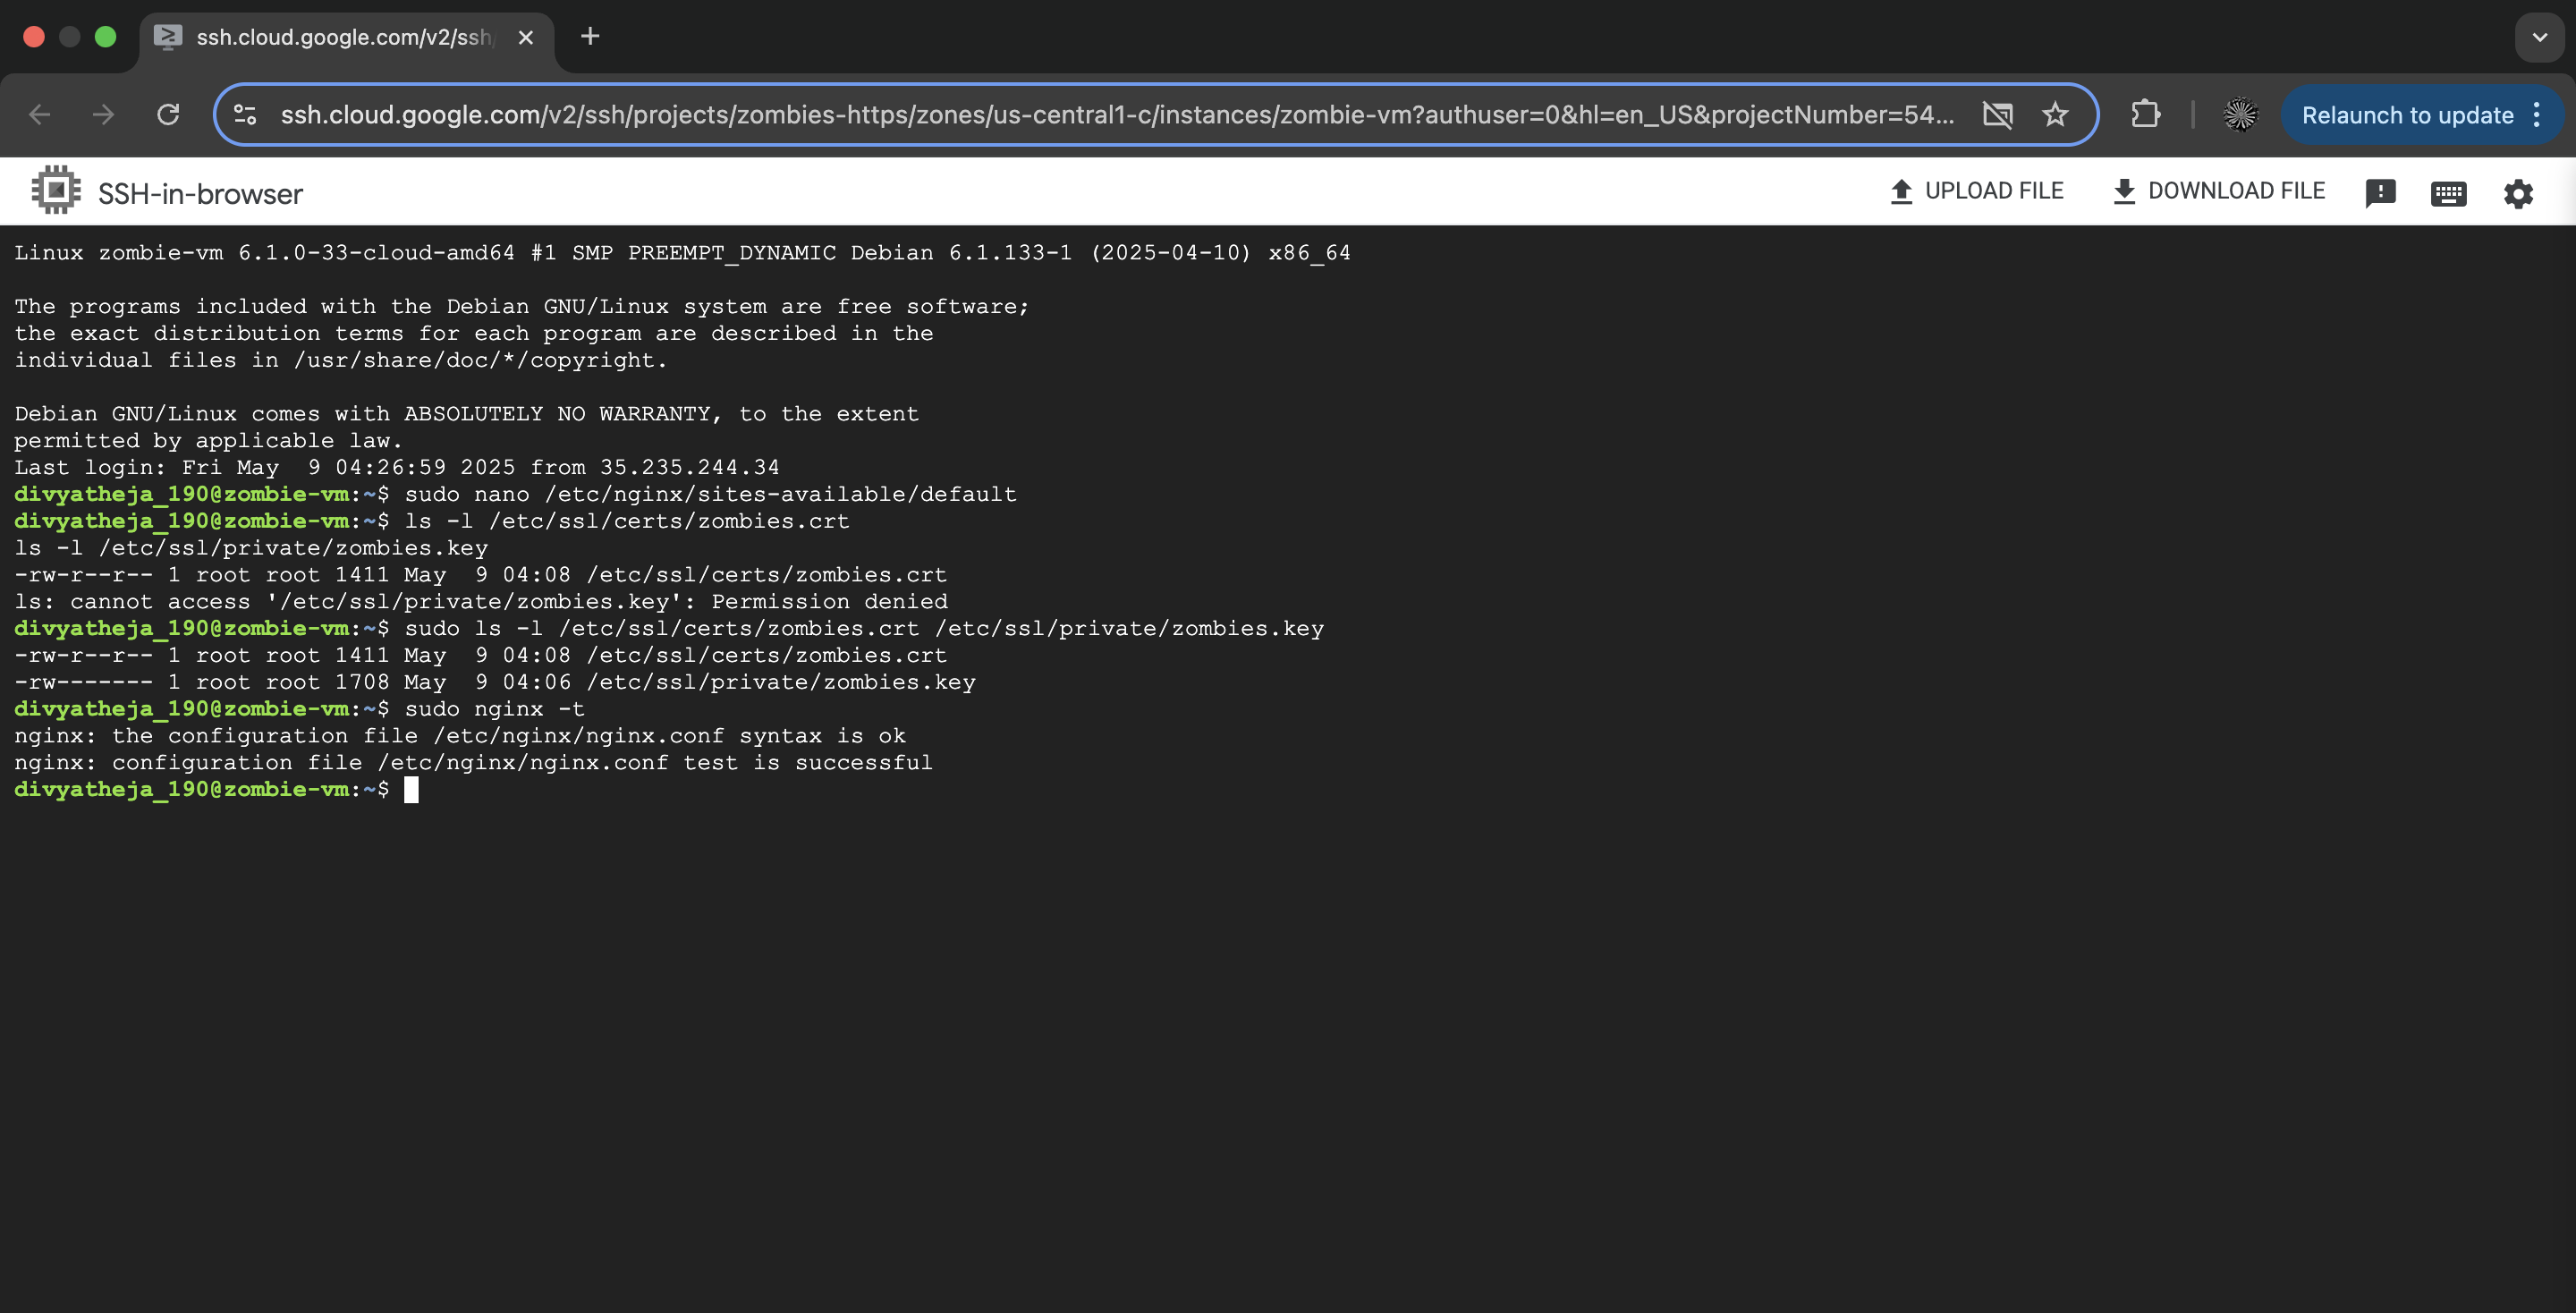 ssh.cloud.google.com/v2/ssh/
ssh.cloud.google.com/v2/ssh/projects/zombies-https/zones/us-central1-c/instances/zombie-vm?authuser=0&hl=en_US&projectNumber=54...
Relaunch to update
SSH-in-browser
UPLOAD FILE
DOWNLOAD FILE
Linux zombie-vm 6.1.0-33-cloud-amd64 #1 SMP PREEMPT_DYNAMIC Debian 6.1.133-1 (2025-04-10) x86_64
The programs included with the Debian GNU/Linux system are free software;
the exact distribution terms for each program are described in the
individual files in /usr/share/doc/*/copyright.
Debian GNU/Linux comes with ABSOLUTELY NO WARRANTY, to the extent
permitted by applicable law.
Last login: Fri May  9 04:26:59 2025 from 35.235.244.34
divyatheja_190@zombie-vm:~$ sudo nano /etc/nginx/sites-available/default
divyatheja_190@zombie-vm:~$ ls -l /etc/ssl/certs/zombies.crt
ls -l /etc/ssl/private/zombies.key
-rw-r--r-- 1 root root 1411 May  9 04:08 /etc/ssl/certs/zombies.crt
ls: cannot access '/etc/ssl/private/zombies.key': Permission denied
divyatheja_190@zombie-vm:~$ sudo ls -l /etc/ssl/certs/zombies.crt /etc/ssl/private/zombies.key
-rw-r--r-- 1 root root 1411 May  9 04:08 /etc/ssl/certs/zombies.crt
-rw------- 1 root root 1708 May  9 04:06 /etc/ssl/private/zombies.key
divyatheja_190@zombie-vm:~$ sudo nginx -t
nginx: the configuration file /etc/nginx/nginx.conf syntax is ok
nginx: configuration file /etc/nginx/nginx.conf test is successful
divyatheja_190@zombie-vm:~$